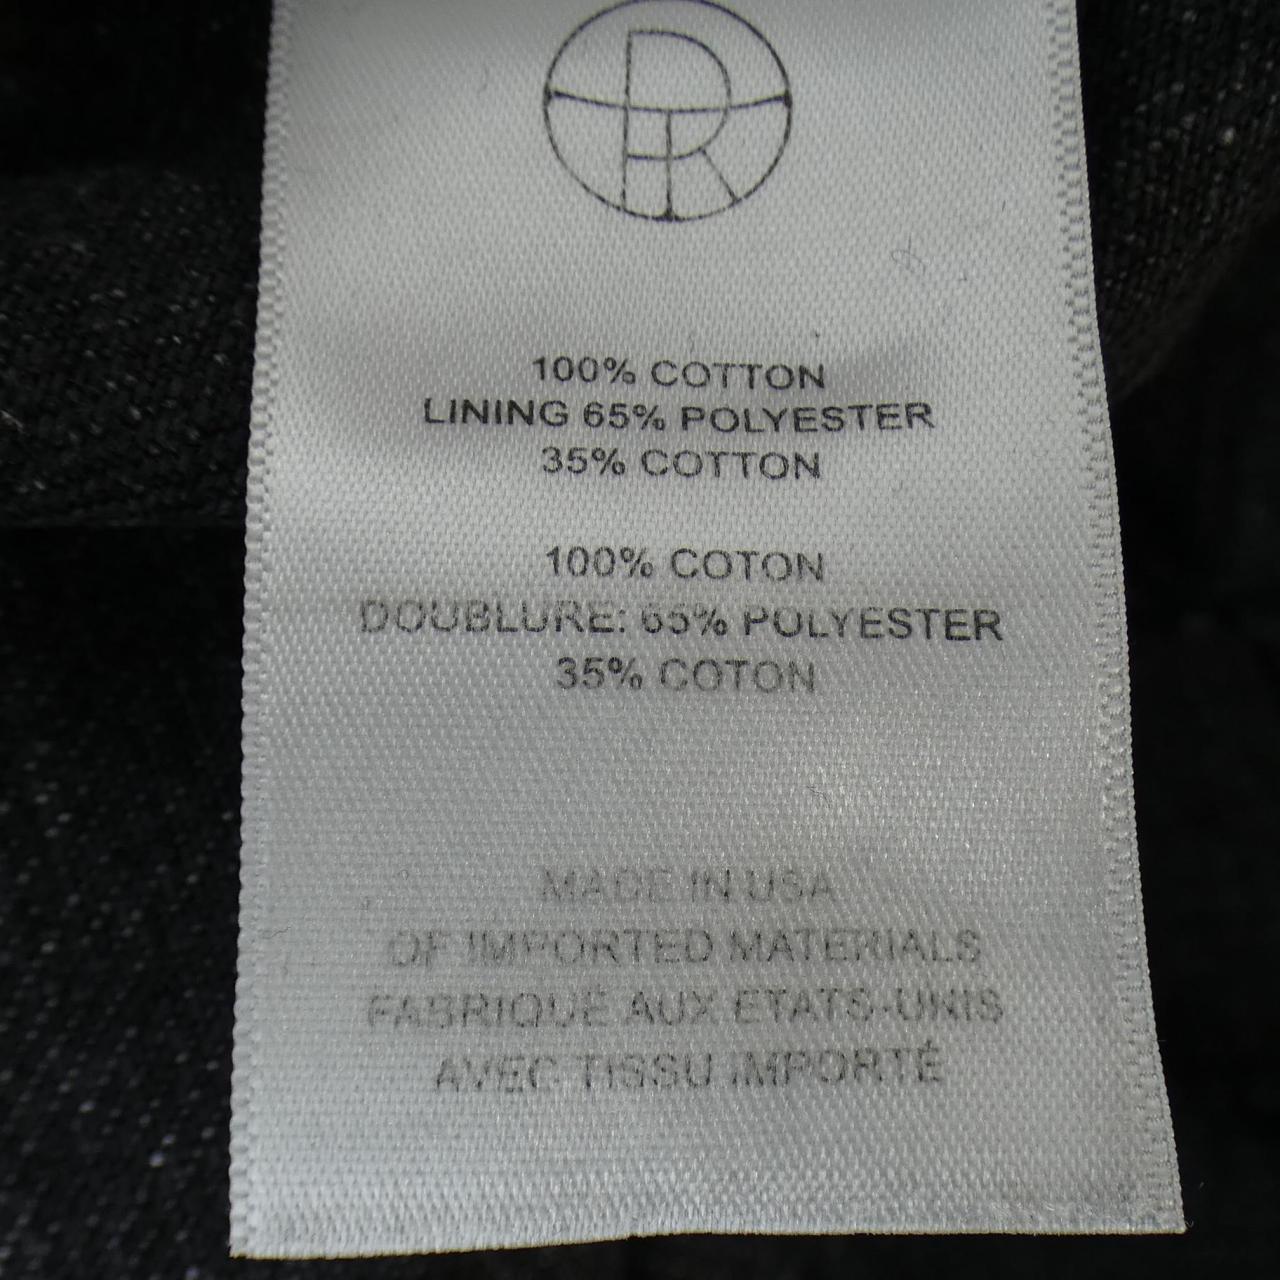 100% COTTON
LINING 65% POLYESTER
35% COTTON
100% COTON
DOUBLURE: 65% POLYESTER
35% COTON
MADE IN USA
OF IMPORTED MATERIALS
FABRIQUÉ AUX ETATS-UNIS
AVEC TISSU IMPORTÉ